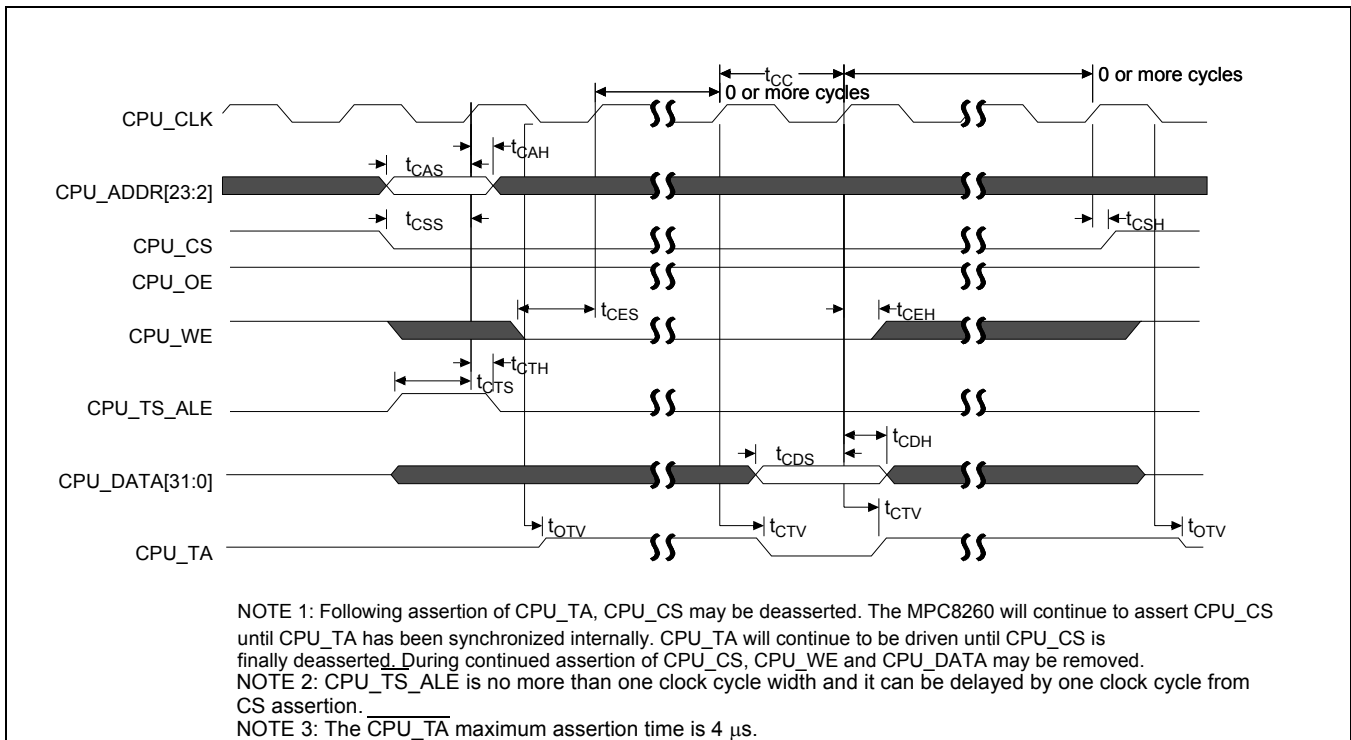 tCC
0 or more cycles
0 or more cycles
CPU_CLK
tCAH
tCAS
CPU_ADDR[23:2]
tCSS
tCSH
CPU_CS
CPU_OE
tCES
tCEH
CPU_WE
tCTH
tCTS
CPU_TS_ALE
tCDH
tCDS
CPU_DATA[31:0]
tCTV
tOTV
tCTV
tOTV
CPU_TA
NOTE 1: Following assertion of CPU_TA, CPU_CS may be deasserted. The MPC8260 will continue to assert CPU_CS
until CPU_TA has been synchronized internally. CPU_TA will continue to be driven until CPU_CS is
finally deasserted. During continued assertion of CPU_CS, CPU_WE and CPU_DATA may be removed.
NOTE 2: CPU_TS_ALE is no more than one clock cycle width and it can be delayed by one clock cycle from
CS assertion.
NOTE 3: The CPU_TA maximum assertion time is 4 μs.